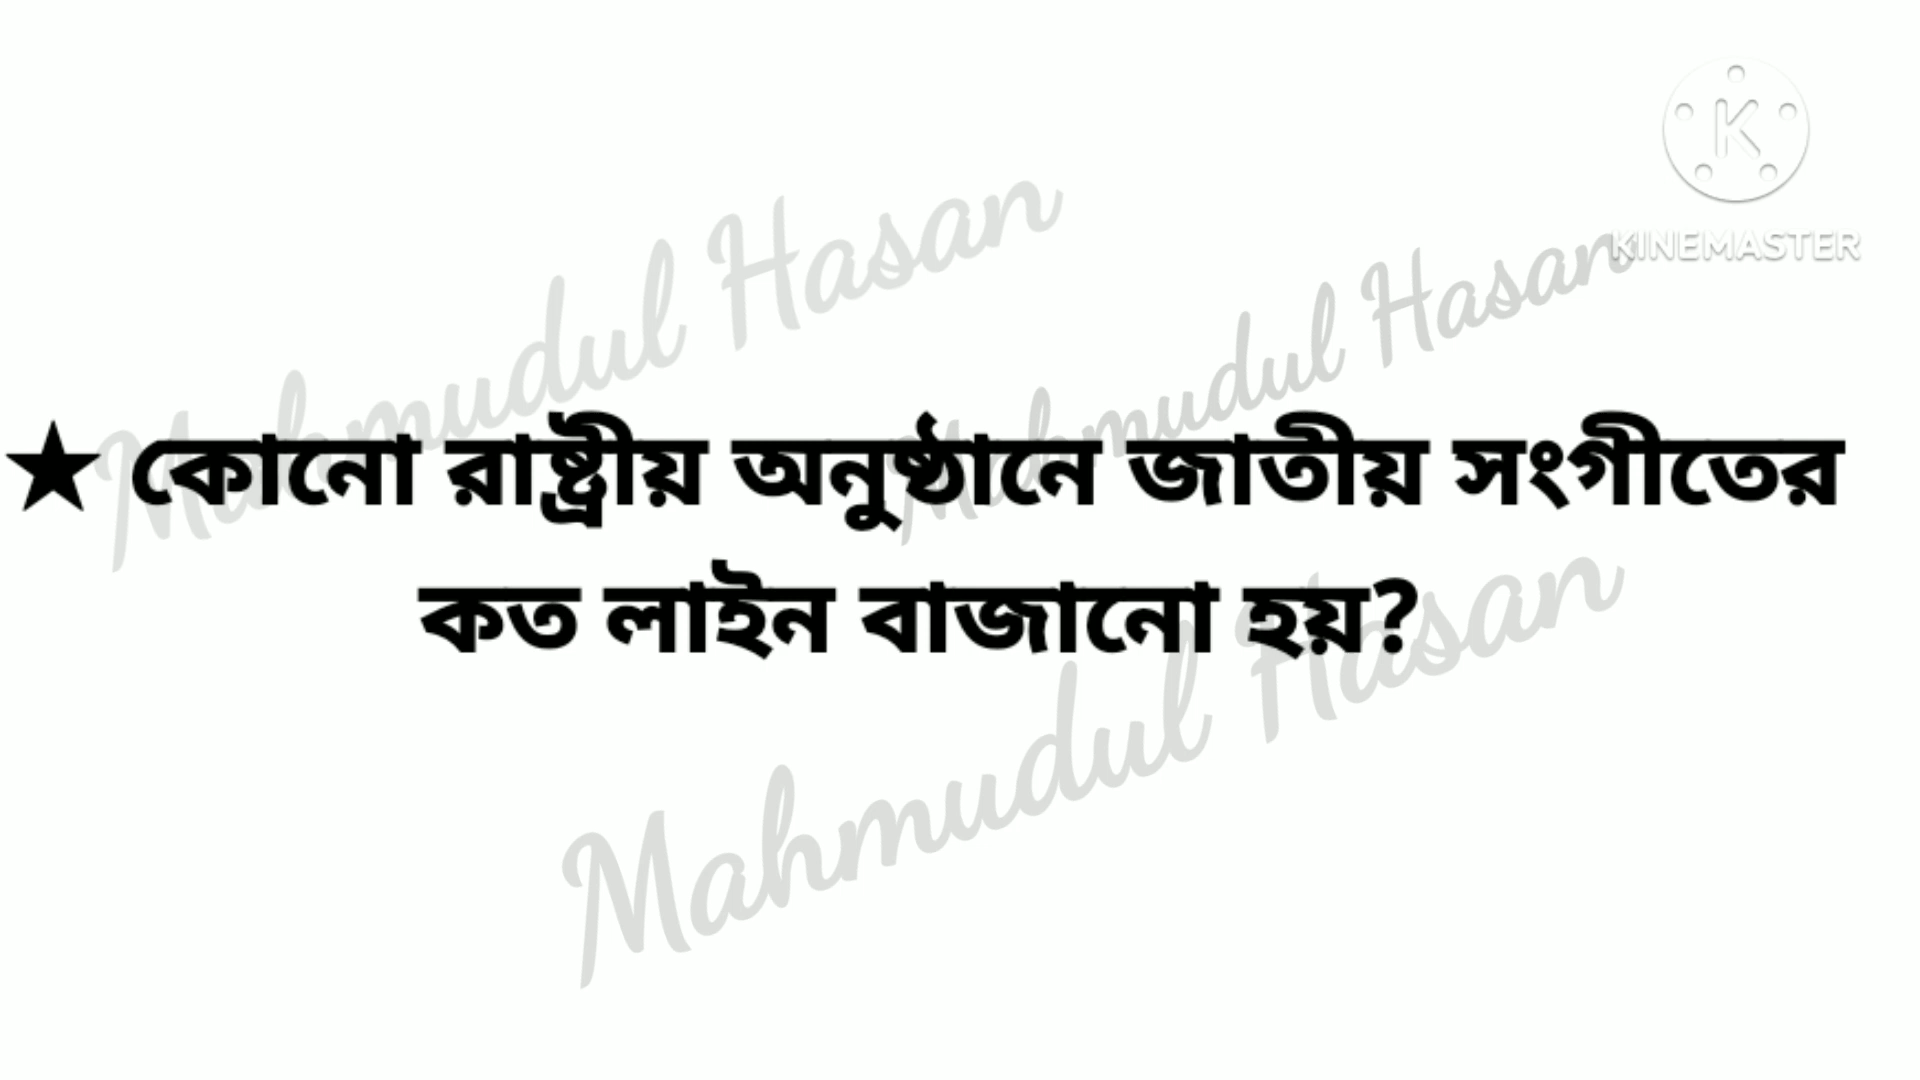 KINEMASTER
Mahmudul Hasan
Mahmudul Hasan
★ কোনো রাষ্ট্রীয় অনুষ্ঠানে জাতীয় সংগীতের
কত লাইন বাজানো হয়?
Mahmudul Hasan